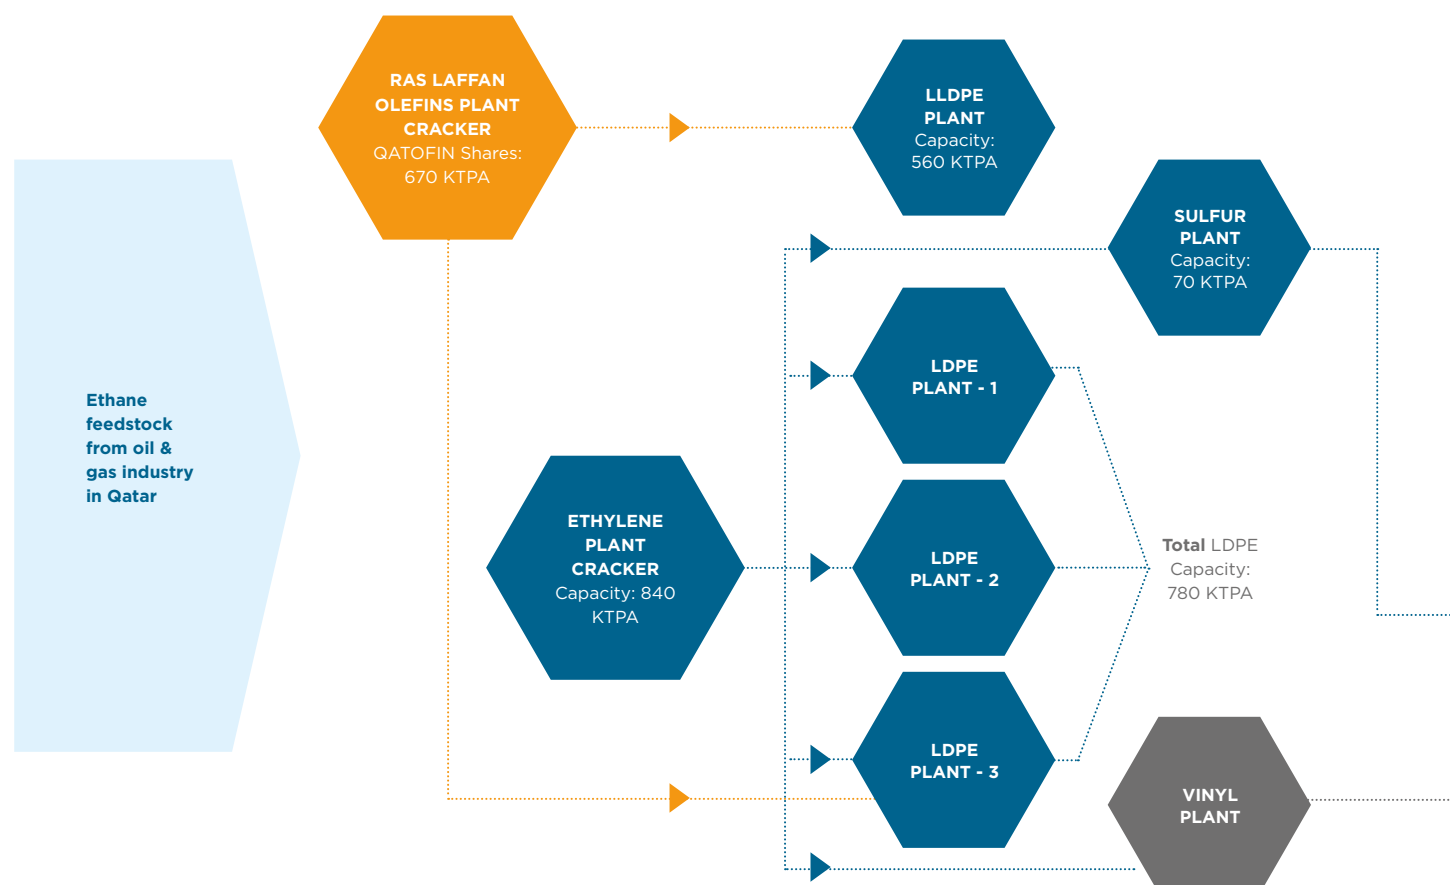 Ethane
feedstock
from oil &
gas industry
in Qatar
RAS LAFFAN
OLEFINS PLANT
CRACKER
QATOFIN Shares:
670 KTPA
LLDPE
PLANT
Capacity:
560 KTPA
SULFUR
PLANT
Capacity:
70 KTPA
ETHYLENE
PLANT
CRACKER
Capacity: 840
KTPA
LDPE
PLANT - 1
LDPE
PLANT - 2
LDPE
PLANT - 3
Total LDPE
Capacity:
780 KTPA
VINYL
PLANT